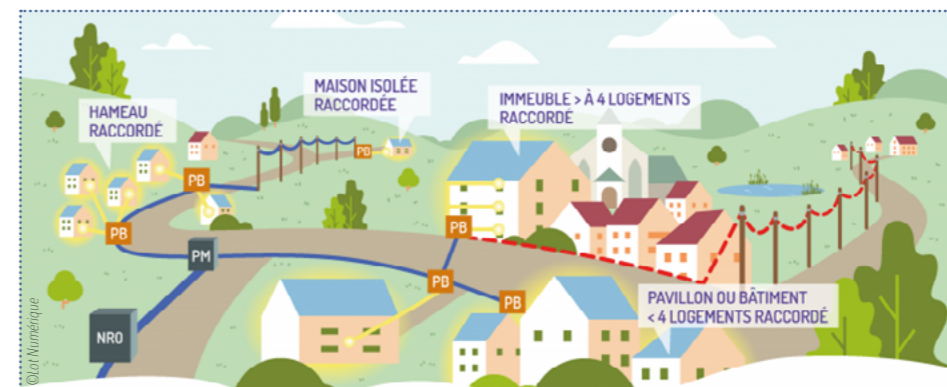 HAMEAU
RACCORDÉ
MAISON ISOLÉE
RACCORDÉE
IMMEUBLE > À 4 LOGEMENTS
RACCORDÉ
PB
PB
PB
PB
PM
PB
PB
NRO
PAVILLON OU BÂTIMENT
< 4 LOGEMENTS RACCORDÉ
©Lot Numérique